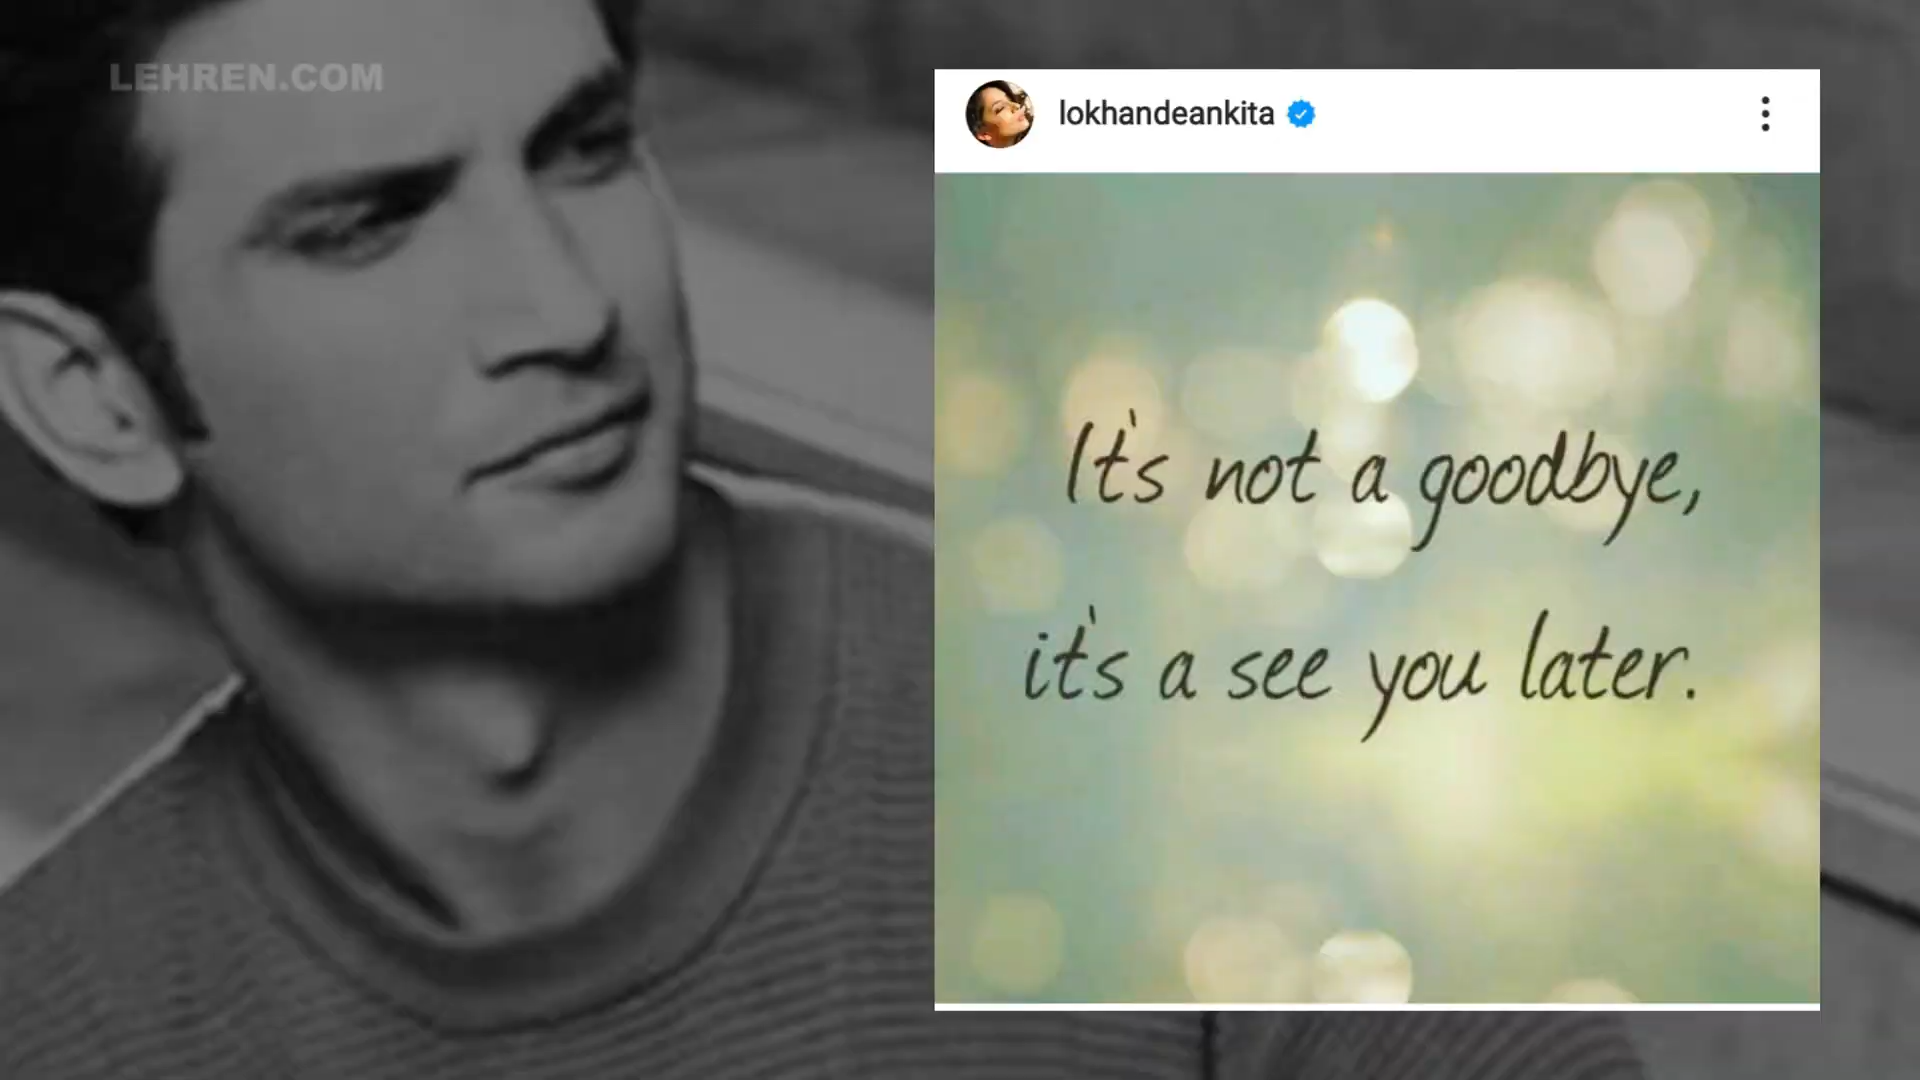 LEHREN.COM
lokhandeankita
It's not a goodbye,
it's a see you later.